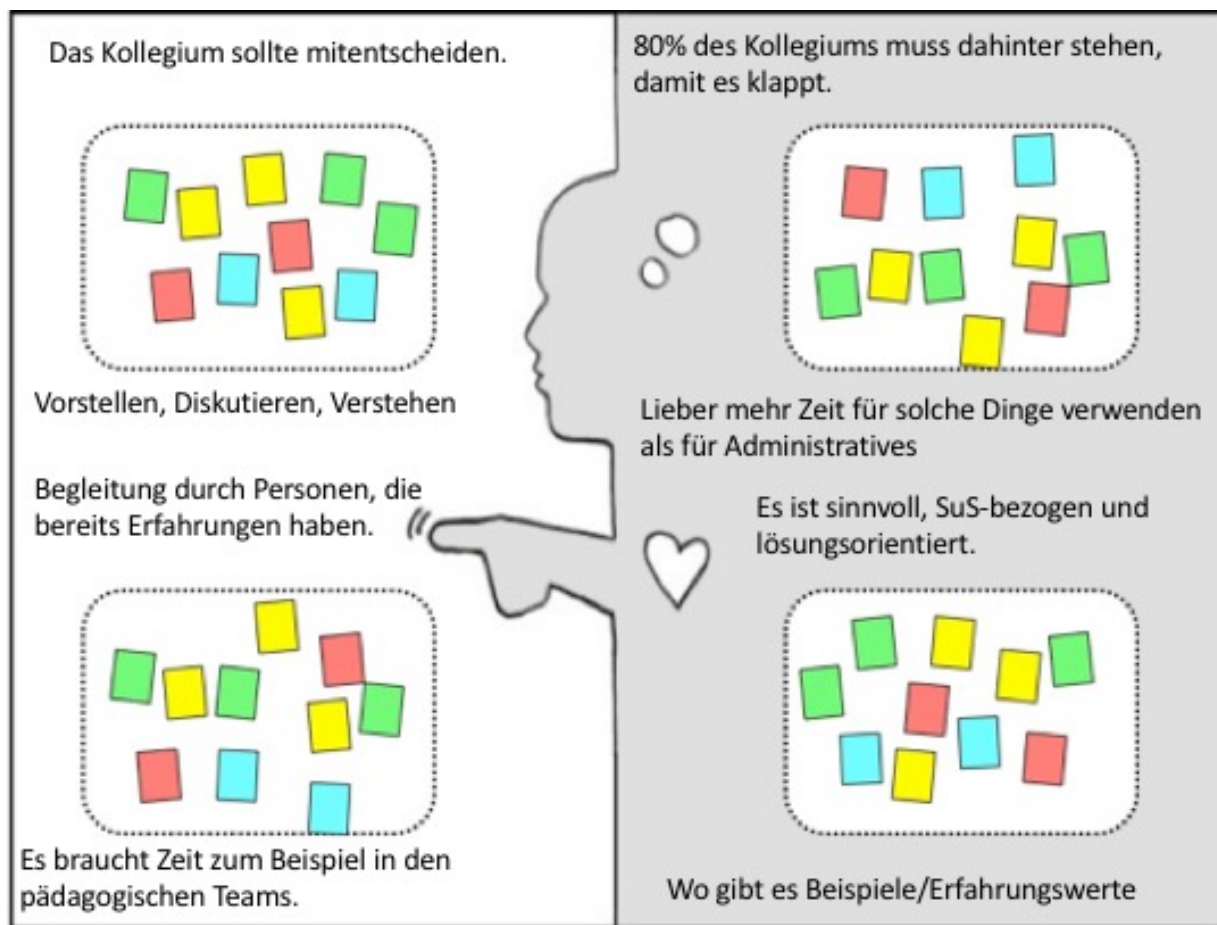 Das Kollegium sollte mitentscheiden.
Vorstellen, Diskutieren, Verstehen
Begleitung durch Personen, die
bereits Erfahrungen haben.
Es braucht Zeit zum Beispiel in den
pädagogischen Teams.
80% des Kollegiums muss dahinter stehen,
damit es klappt.
Lieber mehr Zeit für solche Dinge verwenden
als für Administratives
Es ist sinnvoll, SuS-bezogen und
lösungsorientiert.
Wo gibt es Beispiele/Erfahrungswerte